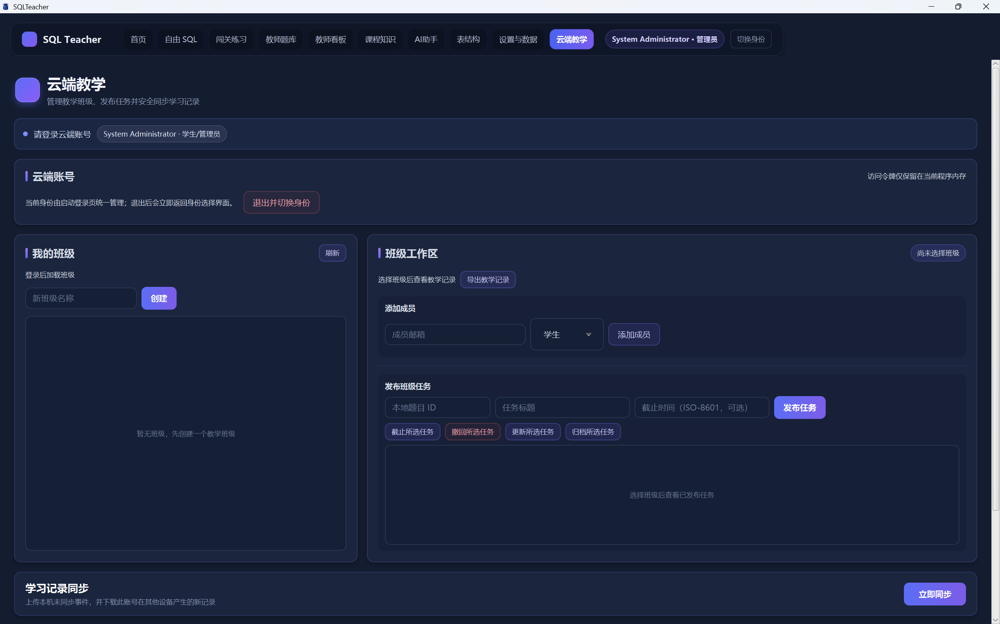 SQLTeacher
SQL Teacher
首页
自由 SQL
闯关练习
教师题库
教师看板
课程知识
AI助手
表结构
设置与数据
云端教学
System Administrator • 管理员
切换身份
云端教学
管理教学班级、发布任务并安全同步学习记录
请登录云端账号
System Administrator · 学生/管理员
云端账号
访问令牌仅保留在当前程序内存
当前身份由启动登录页统一管理；退出后会立即返回身份选择界面。
退出并切换身份
我的班级
刷新
登录后加载班级
新班级名称
创建
暂无班级，先创建一个教学班级
班级工作区
尚未选择班级
选择班级后查看教学记录
导出教学记录
添加成员
成员邮箱
学生
添加成员
发布班级任务
本地题目 ID
任务标题
截止时间（ISO-8601，可选）
发布任务
截止所选任务
撤回所选任务
更新所选任务
归档所选任务
选择班级后查看已发布任务
学习记录同步
上传本机未同步事件，并下载此账号在其他设备产生的新记录
立即同步